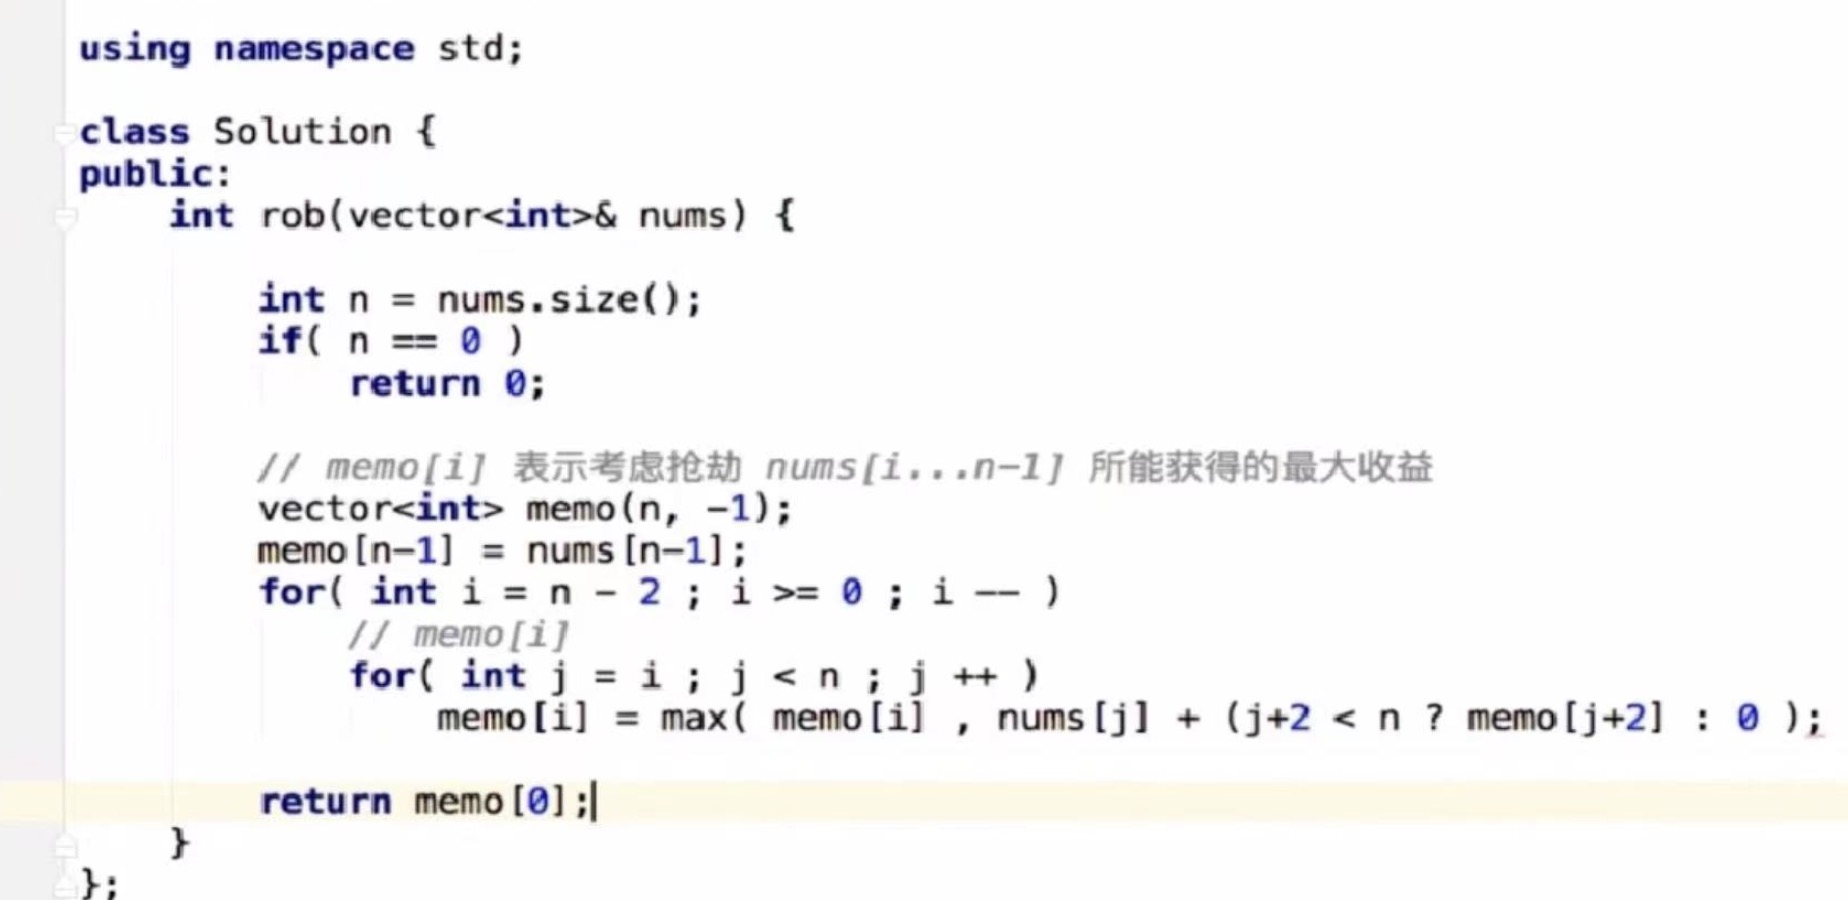 using namespace std;
class Solution {
public:
int rob(vector<int>& nums) {
int n = nums.size();
if( n == 0 )
return 0;
// memo[i] 表示考虑抢劫 nums[i...n-1] 所能获得的最大收益
vector<int> memo(n, -1);
memo[n-1] = nums[n-1];
for( int i = n - 2 ; i >= 0 ; i -- )
// memo[i]
for( int j = i ; j < n ; j ++ )
memo[i] = max( memo[i] , nums[j] + (j+2 < n ? memo[j+2] : 0 );
return memo[0];
}
};